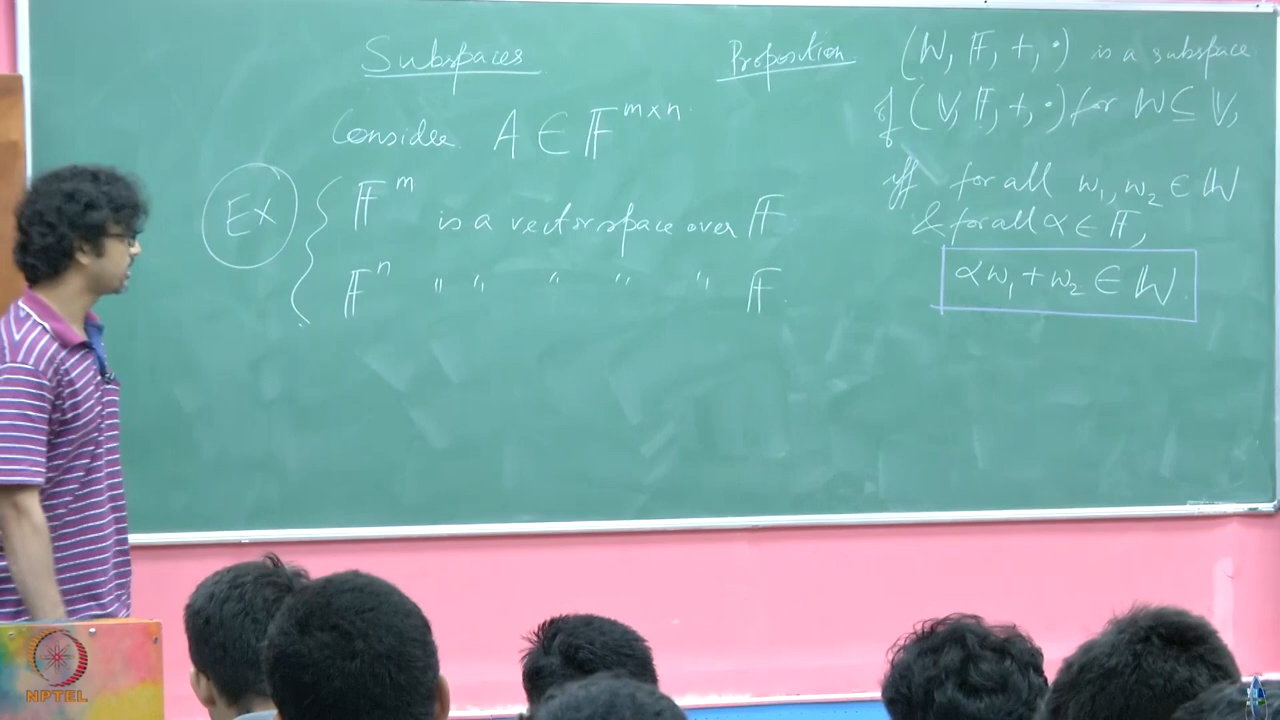 Subspaces
Consider A ∈ 𝔽^{m×n}.
Ex
𝔽^m is a vector space over 𝔽
𝔽^n " " " " " 𝔽.
Proposition (𝕎, 𝔽, +, ·) is a subspace
of (𝕍, 𝔽, +, ·) for 𝕎 ⊆ 𝕍,
iff for all w₁, w₂ ∈ 𝕎
& for all α ∈ 𝔽,
αw₁ + w₂ ∈ 𝕎.
NPTEL